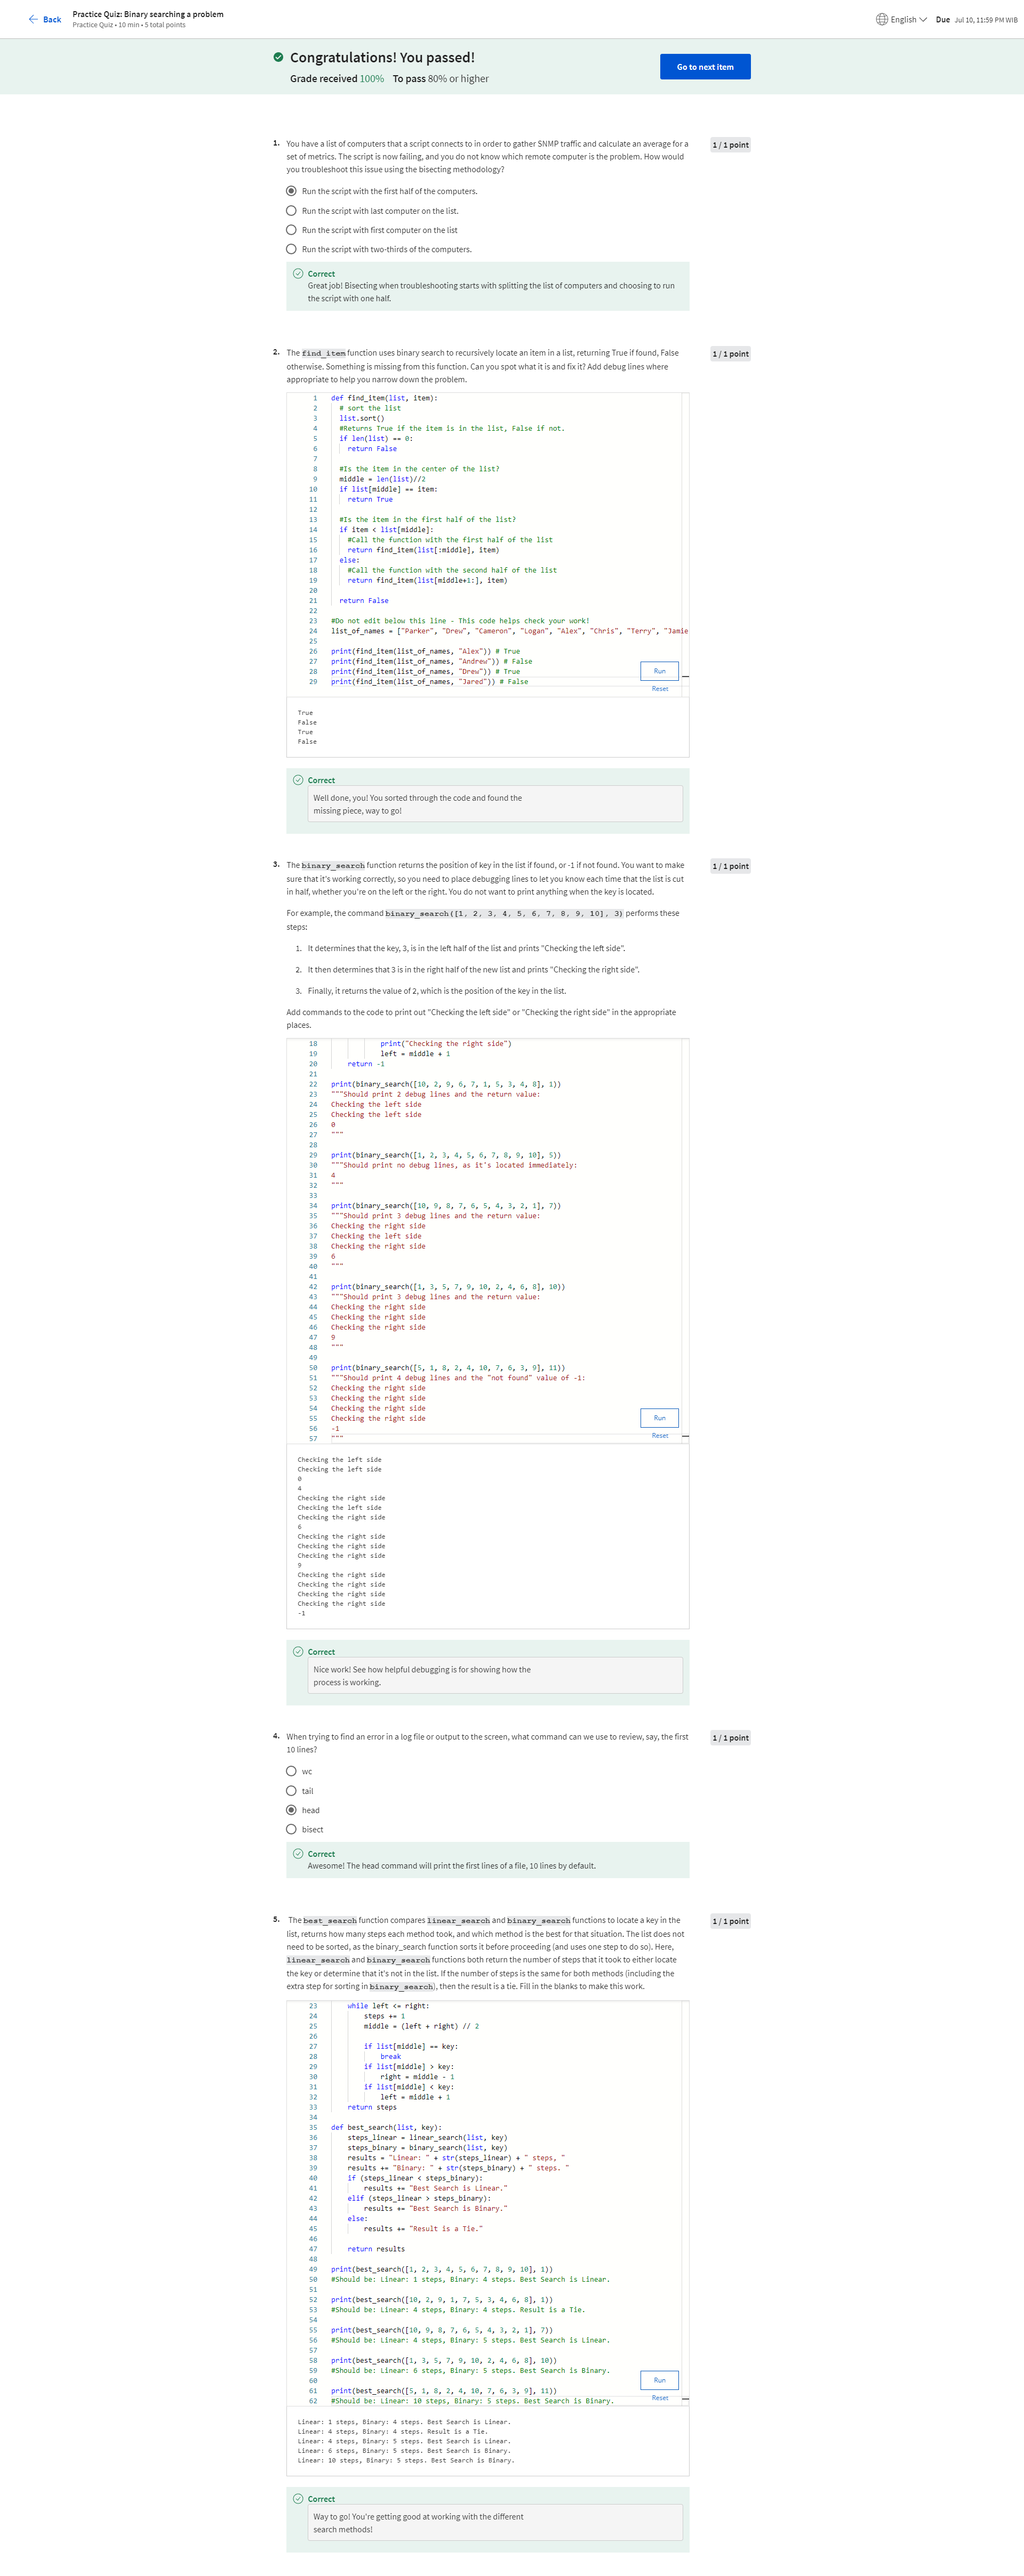 Back
Practice Quiz: Binary searching a problem
Practice Quiz • 10 min • 5 total points
English
Due Jul 10, 11:59 PM WIB
Congratulations! You passed!
Grade received 100% To pass 80% or higher
Go to next item
1. You have a list of computers that a script connects to in order to gather SNMP traffic and calculate an average for a
set of metrics. The script is now failing, and you do not know which remote computer is the problem. How would
you troubleshoot this issue using the bisecting methodology?
1 / 1 point
Run the script with the first half of the computers.
Run the script with last computer on the list.
Run the script with first computer on the list
Run the script with two-thirds of the computers.
Correct
Great job! Bisecting when troubleshooting starts with splitting the list of computers and choosing to run
the script with one half.
2. The find_item function uses binary search to recursively locate an item in a list, returning True if found, False
otherwise. Something is missing from this function. Can you spot what it is and fix it? Add debug lines where
appropriate to help you narrow down the problem.
1 / 1 point
1 def find_item(list, item):
2 # sort the list
3 list.sort()
4 #Returns True if the item is in the list, False if not.
5 if len(list) == 0:
6 return False
7
8 #Is the item in the center of the list?
9 middle = len(list)//2
10 if list[middle] == item:
11 return True
12
13 #Is the item in the first half of the list?
14 if item < list[middle]:
15 #Call the function with the first half of the list
16 return find_item(list[:middle], item)
17 else:
18 #Call the function with the second half of the list
19 return find_item(list[middle+1:], item)
20
21 return False
22
23 #Do not edit below this line - This code helps check your work!
24 list_of_names = ["Parker", "Drew", "Cameron", "Logan", "Alex", "Chris", "Terry", "Jamie
25
26 print(find_item(list_of_names, "Alex")) # True
27 print(find_item(list_of_names, "Andrew")) # False
28 print(find_item(list_of_names, "Drew")) # True
29 print(find_item(list_of_names, "Jared")) # False
Run
Reset
True
False
True
False
Correct
Well done, you! You sorted through the code and found the
missing piece, way to go!
3. The binary_search function returns the position of key in the list if found, or -1 if not found. You want to make
sure that it's working correctly, so you need to place debugging lines to let you know each time that the list is cut
in half, whether you're on the left or the right. You do not want to print anything when the key is located.
1 / 1 point
For example, the command binary_search([1, 2, 3, 4, 5, 6, 7, 8, 9, 10], 3) performs these
steps:
1. It determines that the key, 3, is in the left half of the list and prints "Checking the left side".
2. It then determines that 3 is in the right half of the new list and prints "Checking the right side".
3. Finally, it returns the value of 2, which is the position of the key in the list.
Add commands to the code to print out "Checking the left side" or "Checking the right side" in the appropriate
places.
18 print("Checking the right side")
19 left = middle + 1
20 return -1
21
22 print(binary_search([10, 2, 9, 6, 7, 1, 5, 3, 4, 8], 1))
23 """Should print 2 debug lines and the return value:
24 Checking the left side
25 Checking the left side
26 0
27 """
28
29 print(binary_search([1, 2, 3, 4, 5, 6, 7, 8, 9, 10], 5))
30 """Should print no debug lines, as it's located immediately:
31 4
32 """
33
34 print(binary_search([10, 9, 8, 7, 6, 5, 4, 3, 2, 1], 7))
35 """Should print 3 debug lines and the return value:
36 Checking the right side
37 Checking the left side
38 Checking the right side
39 6
40 """
41
42 print(binary_search([1, 3, 5, 7, 9, 10, 2, 4, 6, 8], 10))
43 """Should print 3 debug lines and the return value:
44 Checking the right side
45 Checking the right side
46 Checking the right side
47 9
48 """
49
50 print(binary_search([5, 1, 8, 2, 4, 10, 7, 6, 3, 9], 11))
51 """Should print 4 debug lines and the "not found" value of -1:
52 Checking the right side
53 Checking the right side
54 Checking the right side
55 Checking the right side
56 -1
57 """
Run
Reset
Checking the left side
Checking the left side
0
4
Checking the right side
Checking the left side
Checking the right side
6
Checking the right side
Checking the right side
Checking the right side
9
Checking the right side
Checking the right side
Checking the right side
Checking the right side
-1
Correct
Nice work! See how helpful debugging is for showing how the
process is working.
4. When trying to find an error in a log file or output to the screen, what command can we use to review, say, the first
10 lines?
1 / 1 point
wc
tail
head
bisect
Correct
Awesome! The head command will print the first lines of a file, 10 lines by default.
5. The best_search function compares linear_search and binary_search functions to locate a key in the
list, returns how many steps each method took, and which method is the best for that situation. The list does not
need to be sorted, as the binary_search function sorts it before proceeding (and uses one step to do so). Here,
linear_search and binary_search functions both return the number of steps that it took to either locate
the key or determine that it's not in the list. If the number of steps is the same for both methods (including the
extra step for sorting in binary_search), then the result is a tie. Fill in the blanks to make this work.
1 / 1 point
23 while left <= right:
24 steps += 1
25 middle = (left + right) // 2
26
27 if list[middle] == key:
28 break
29 if list[middle] > key:
30 right = middle - 1
31 if list[middle] < key:
32 left = middle + 1
33 return steps
34
35 def best_search(list, key):
36 steps_linear = linear_search(list, key)
37 steps_binary = binary_search(list, key)
38 results = "Linear: " + str(steps_linear) + " steps, "
39 results += "Binary: " + str(steps_binary) + " steps. "
40 if (steps_linear < steps_binary):
41 results += "Best Search is Linear."
42 elif (steps_linear > steps_binary):
43 results += "Best Search is Binary."
44 else:
45 results += "Result is a Tie."
46
47 return results
48
49 print(best_search([1, 2, 3, 4, 5, 6, 7, 8, 9, 10], 1))
50 #Should be: Linear: 1 steps, Binary: 4 steps. Best Search is Linear.
51
52 print(best_search([10, 2, 9, 1, 7, 5, 3, 4, 6, 8], 1))
53 #Should be: Linear: 4 steps, Binary: 4 steps. Result is a Tie.
54
55 print(best_search([10, 9, 8, 7, 6, 5, 4, 3, 2, 1], 7))
56 #Should be: Linear: 4 steps, Binary: 5 steps. Best Search is Linear.
57
58 print(best_search([1, 3, 5, 7, 9, 10, 2, 4, 6, 8], 10))
59 #Should be: Linear: 6 steps, Binary: 5 steps. Best Search is Binary.
60
61 print(best_search([5, 1, 8, 2, 4, 10, 7, 6, 3, 9], 11))
62 #Should be: Linear: 10 steps, Binary: 5 steps. Best Search is Binary.
Run
Reset
Linear: 1 steps, Binary: 4 steps. Best Search is Linear.
Linear: 4 steps, Binary: 4 steps. Result is a Tie.
Linear: 4 steps, Binary: 5 steps. Best Search is Linear.
Linear: 6 steps, Binary: 5 steps. Best Search is Binary.
Linear: 10 steps, Binary: 5 steps. Best Search is Binary.
Correct
Way to go! You're getting good at working with the different
search methods!